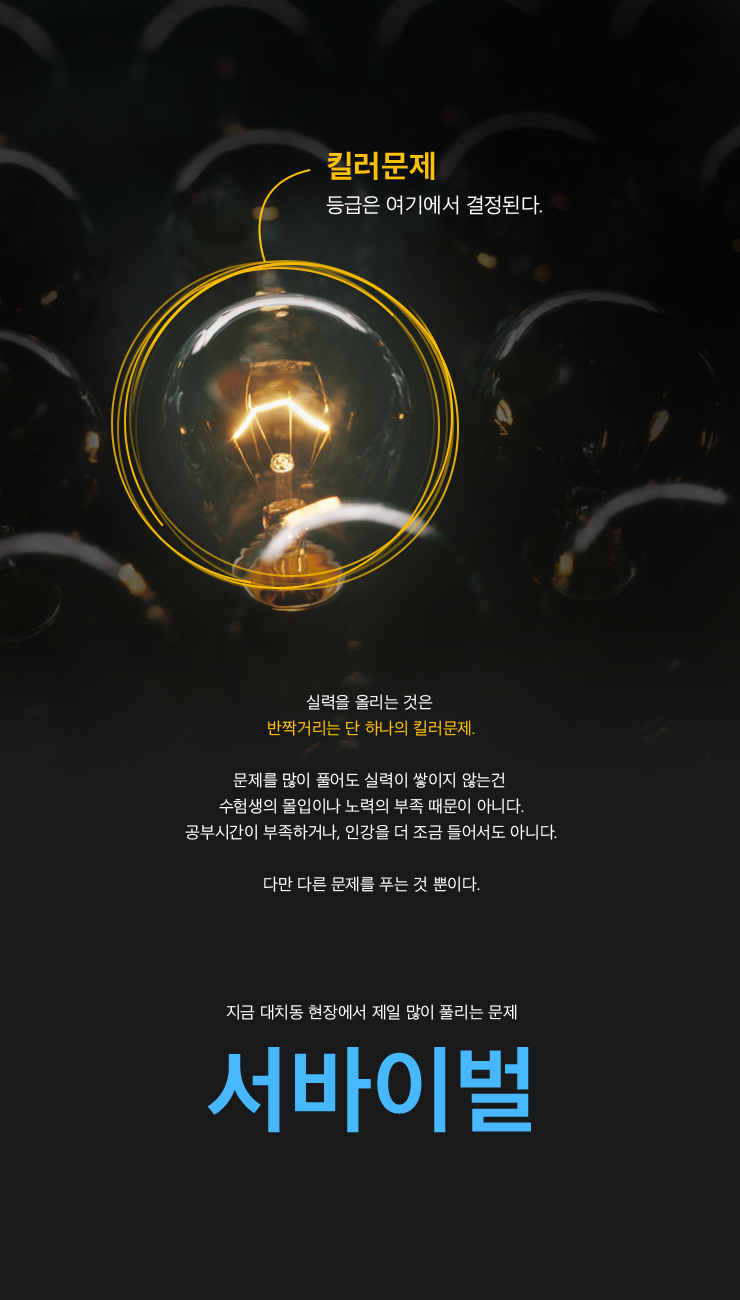 킬러문제
등급은 여기에서 결정된다.
실력을 올리는 것은
반짝거리는 단 하나의 킬러문제.
문제를 많이 풀어도 실력이 쌓이지 않는건
수험생의 몰입이나 노력의 부족 때문이 아니다.
공부시간이 부족하거나, 인강을 더 조금 들어서도 아니다.
다만 다른 문제를 푸는 것 뿐이다.
지금 대치동 현장에서 제일 많이 풀리는 문제
서바이벌